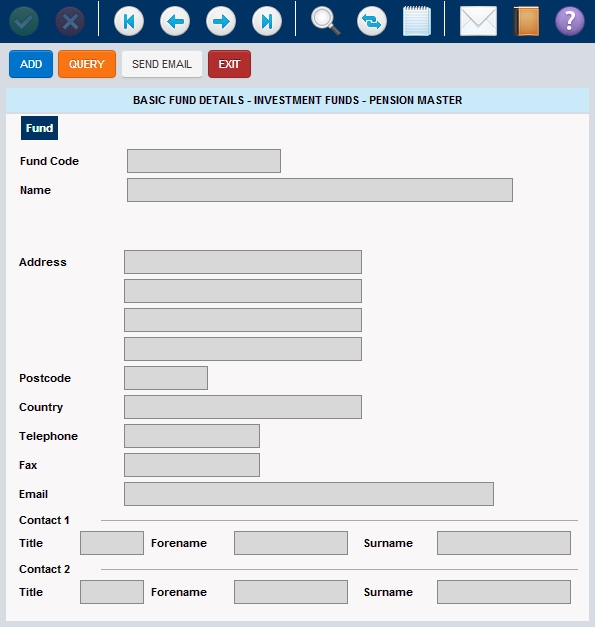 ?
ADD QUERY SEND EMAIL EXIT
BASIC FUND DETAILS - INVESTMENT FUNDS - PENSION MASTER
Fund
Fund Code
Name
Address
Postcode
Country
Telephone
Fax
Email
Contact 1
Title Forename Surname
Contact 2
Title Forename Surname